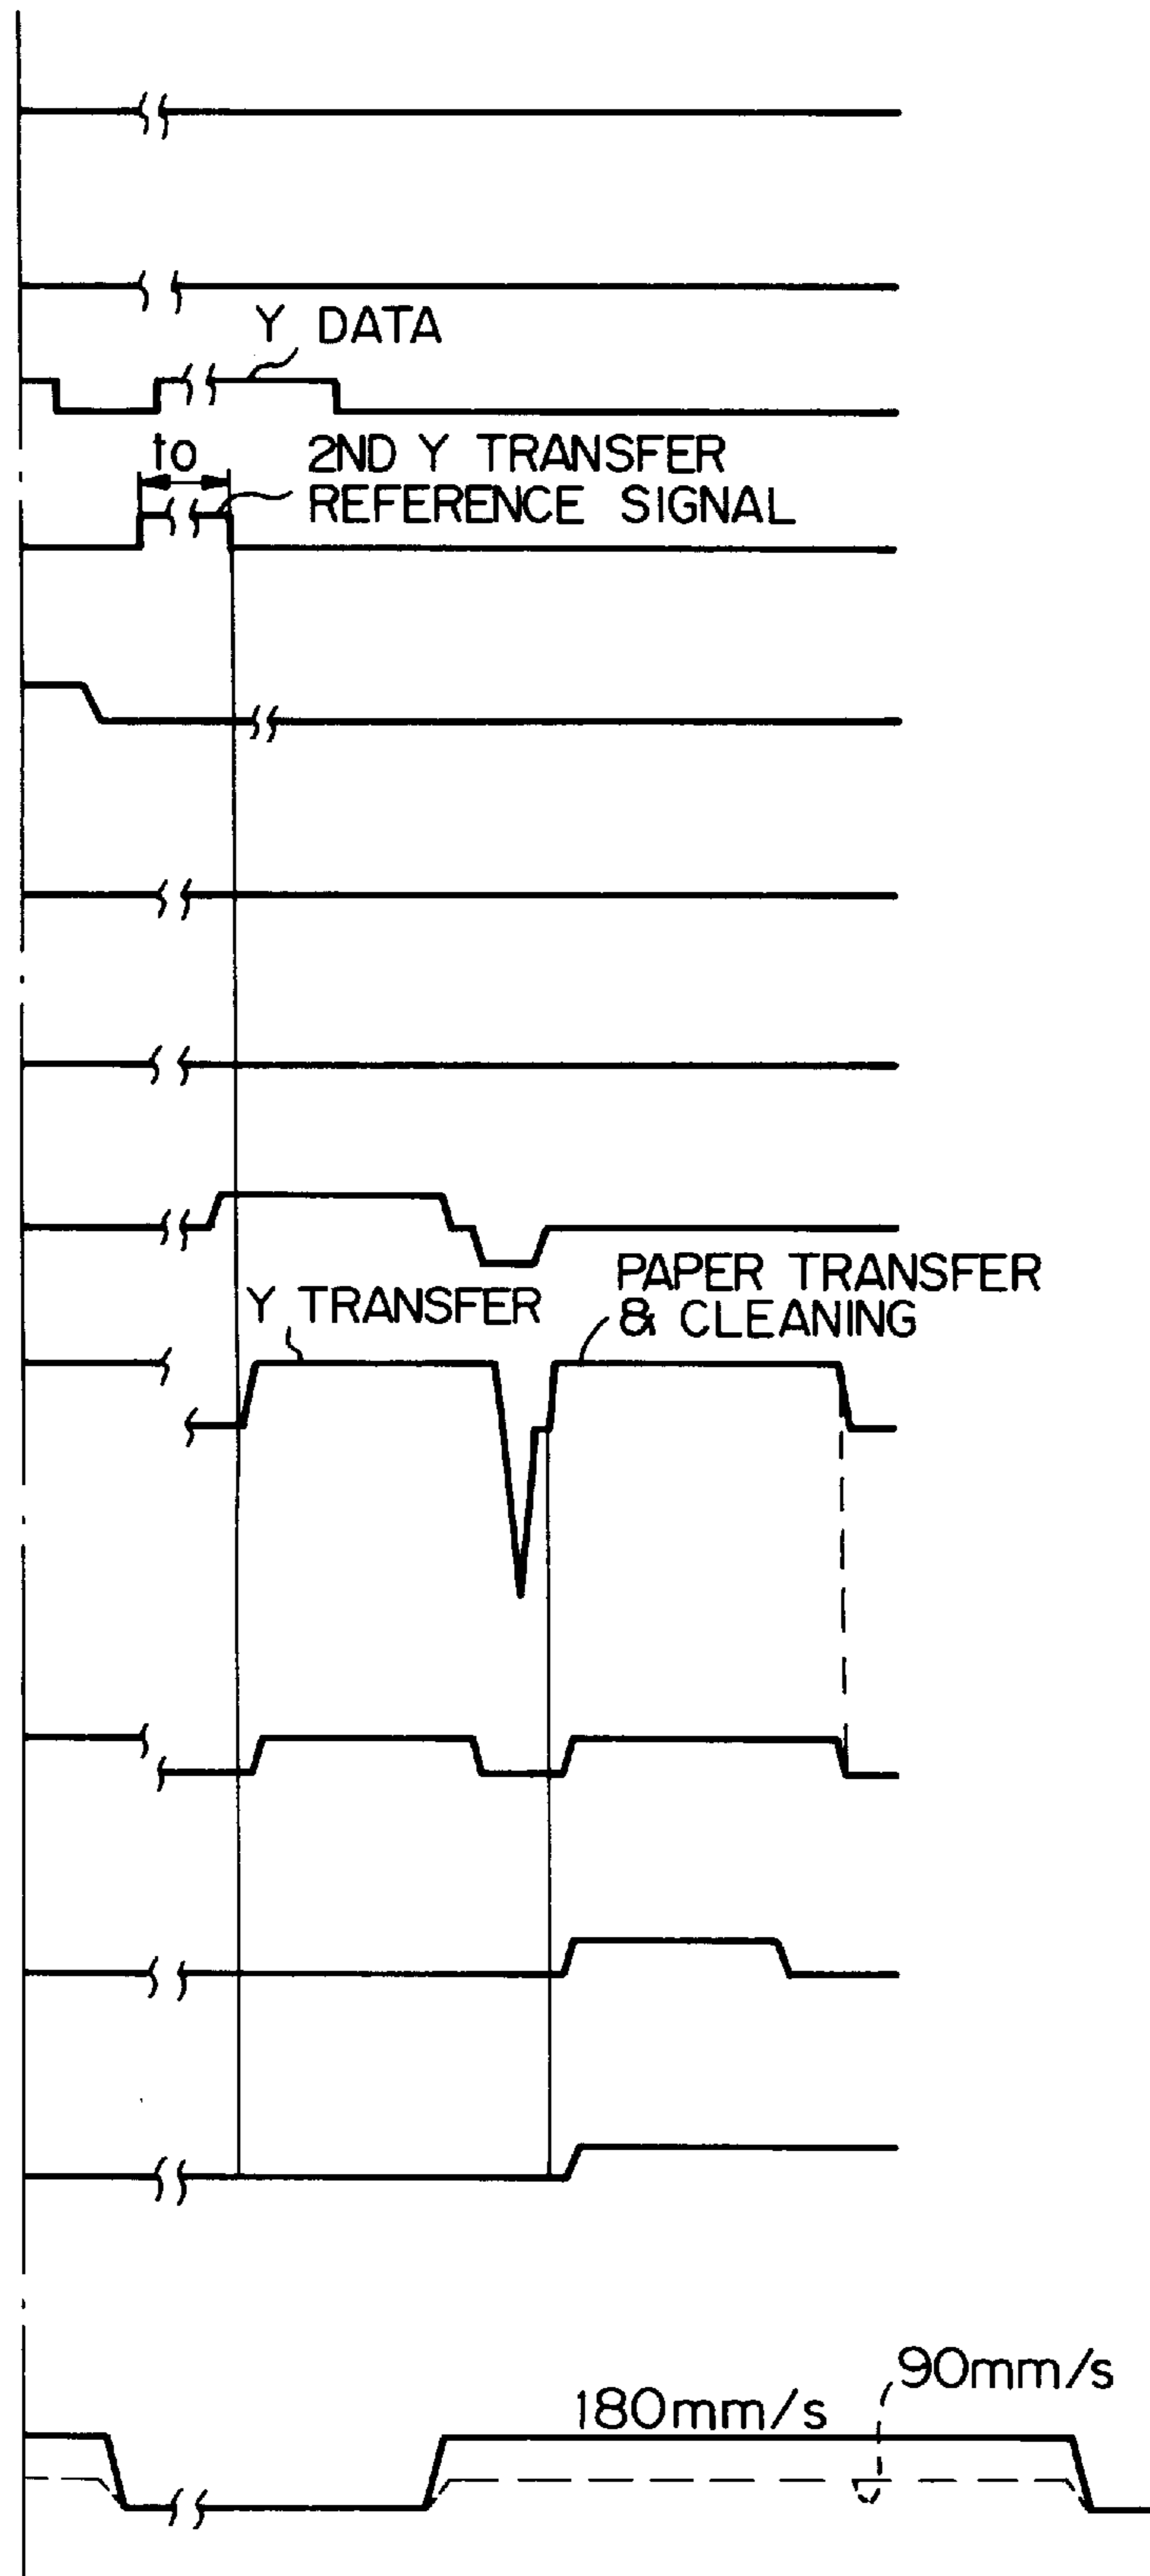 Y DATA
to
2ND Y TRANSFER
REFERENCE SIGNAL
PAPER TRANSFER
& CLEANING
Y TRANSFER
90mm/s
180mm/s